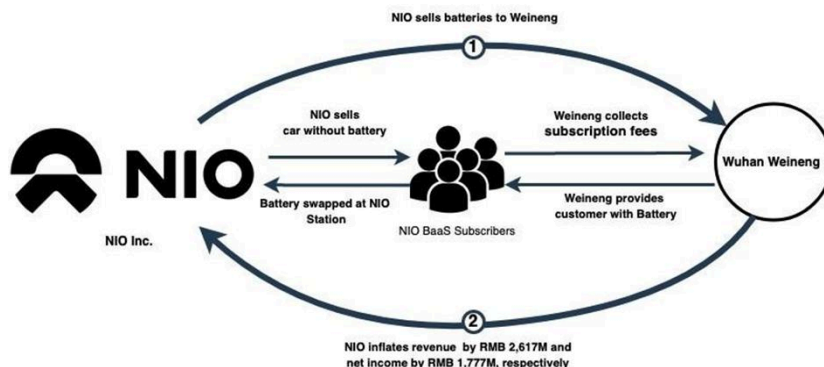 NIO sells batteries to Weineng
1
NIO sells
car without battery
Weineng collects
subscription fees
NIO
Wuhan Weineng
Battery swapped at NIO
Station
Weineng provides
customer with Battery
NIO Inc.
NIO BaaS Subscribers
2
NIO inflates revenue by RMB 2,617M and
net income by RMB 1,777M, respectively